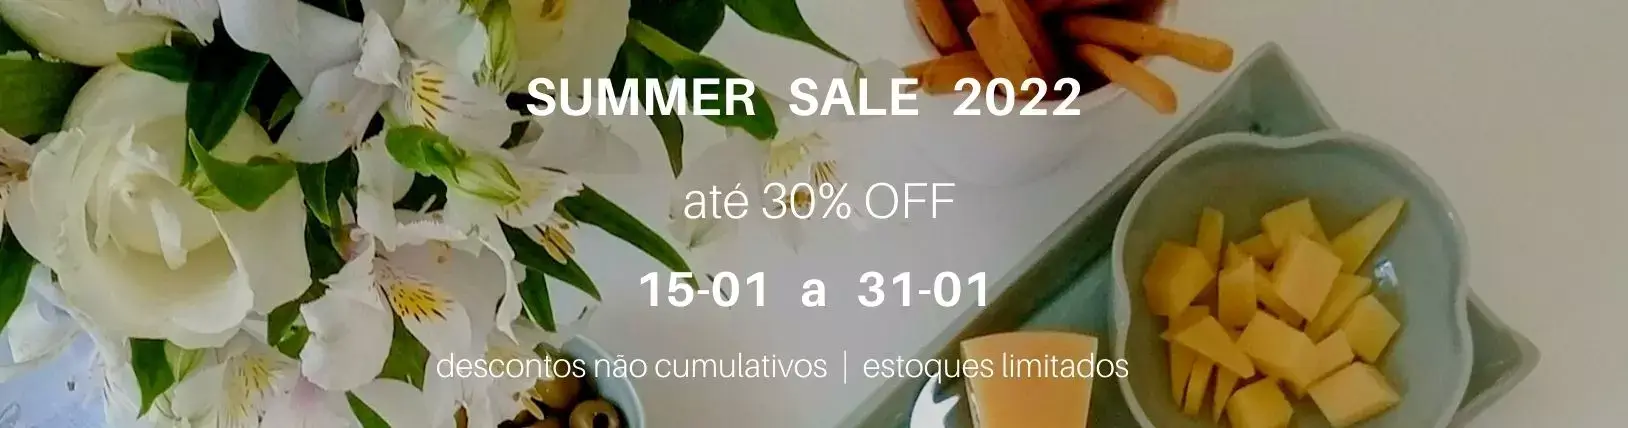 SUMMER SALE 2022
até 30% OFF
15-01 a 31-01
descontos não cumulativos | estoques limitados